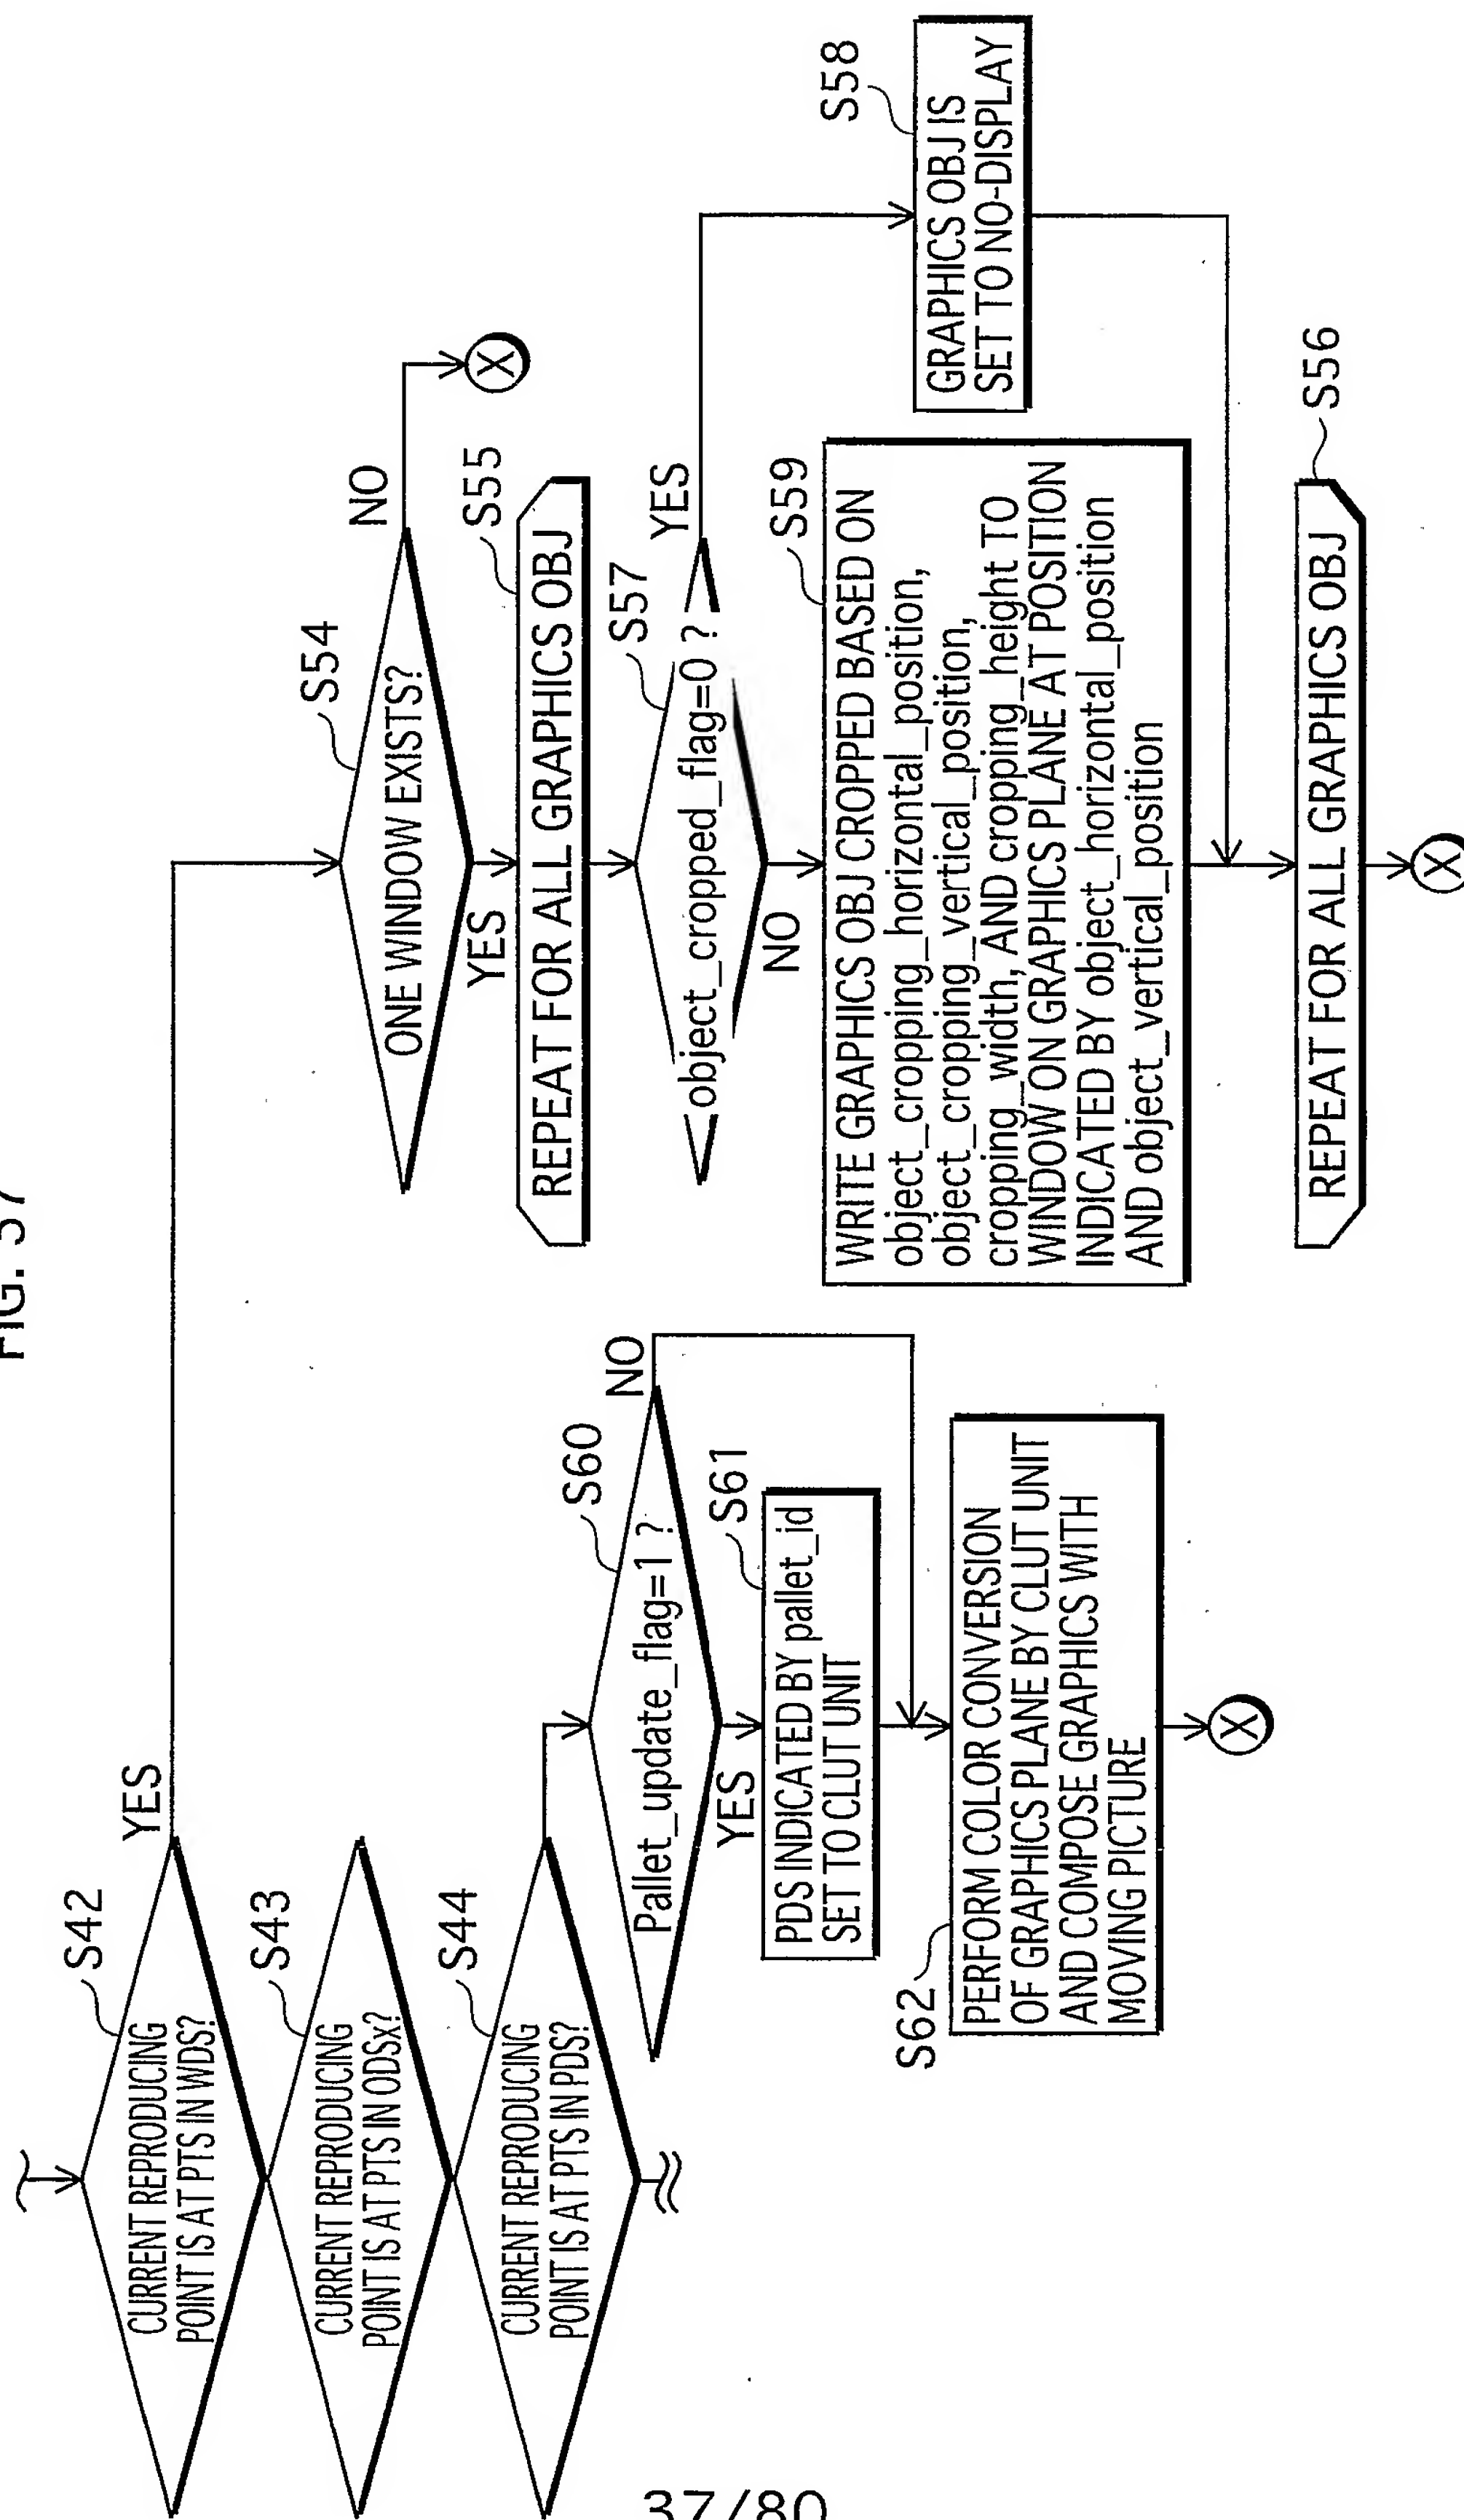 FIG. 37
S42
CURRENT REPRODUCING
POINT IS AT PTS IN WDS?
YES
S43
CURRENT REPRODUCING
POINT IS AT PTS IN ODSx?
S44
CURRENT REPRODUCING
POINT IS AT PTS IN PDS?
S60
Pallet_update_flag=1 ?
NO
YES
S61
PDS INDICATED BY pallet_id
SET TO CLUT UNIT
S62
PERFORM COLOR CONVERSION
OF GRAPHICS PLANE BY CLUT UNIT
AND COMPOSE GRAPHICS WITH
MOVING PICTURE
X
S54
ONE WINDOW EXISTS?
NO
X
YES
S55
REPEAT FOR ALL GRAPHICS OBJ
S57
object_cropped_flag=0 ?
YES
NO
S58
GRAPHICS OBJ IS
SET TO NO-DISPLAY
S59
WRITE GRAPHICS OBJ CROPPED BASED ON
object_cropping_horizontal_position,
object_cropping_vertical_position,
cropping_width, AND cropping_height TO
WINDOW ON GRAPHICS PLANE AT POSITION
INDICATED BY object_horizontal_position
AND object_vertical_position
S56
REPEAT FOR ALL GRAPHICS OBJ
X
37/80